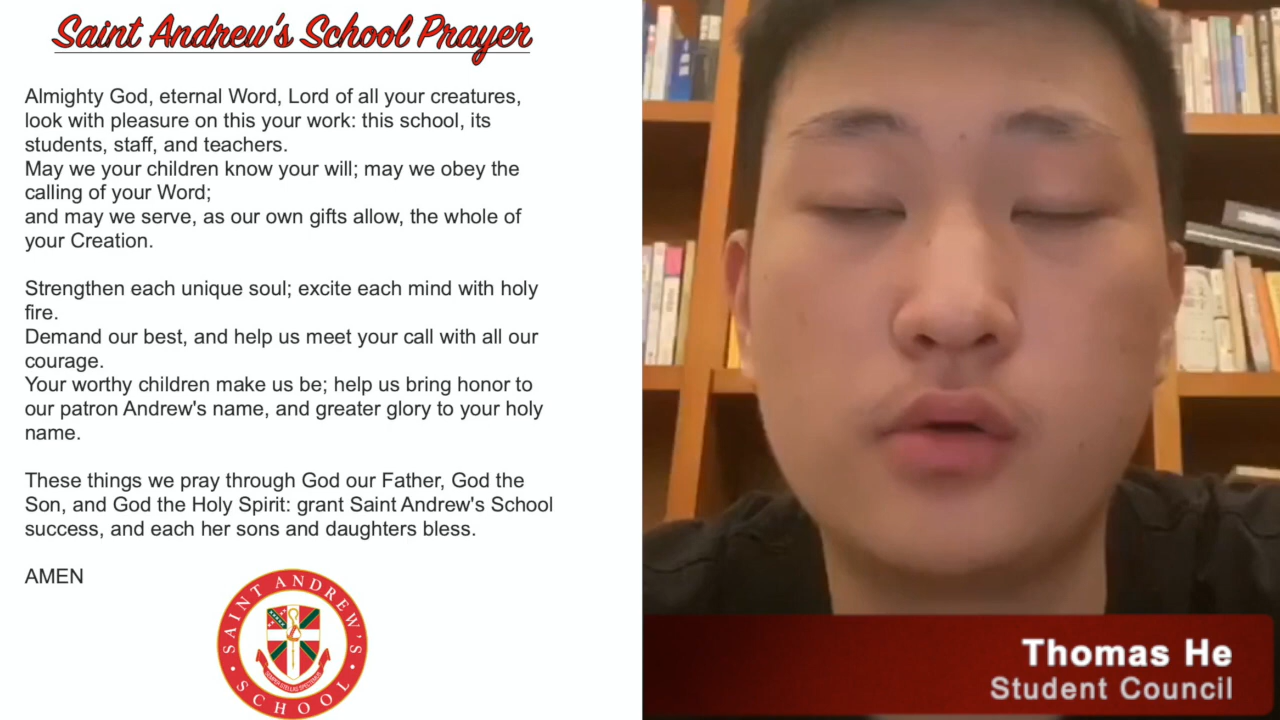 Saint Andrew's School Prayer
Almighty God, eternal Word, Lord of all your creatures,
look with pleasure on this your work: this school, its
students, staff, and teachers.
May we your children know your will; may we obey the
calling of your Word;
and may we serve, as our own gifts allow, the whole of
your Creation.
Strengthen each unique soul; excite each mind with holy
fire.
Demand our best, and help us meet your call with all our
courage.
Your worthy children make us be; help us bring honor to
our patron Andrew's name, and greater glory to your holy
name.
These things we pray through God our Father, God the
Son, and God the Holy Spirit: grant Saint Andrew's School
success, and each her sons and daughters bless.
AMEN
SAINT ANDREW'S
SCHOOL
Thomas He
Student Council